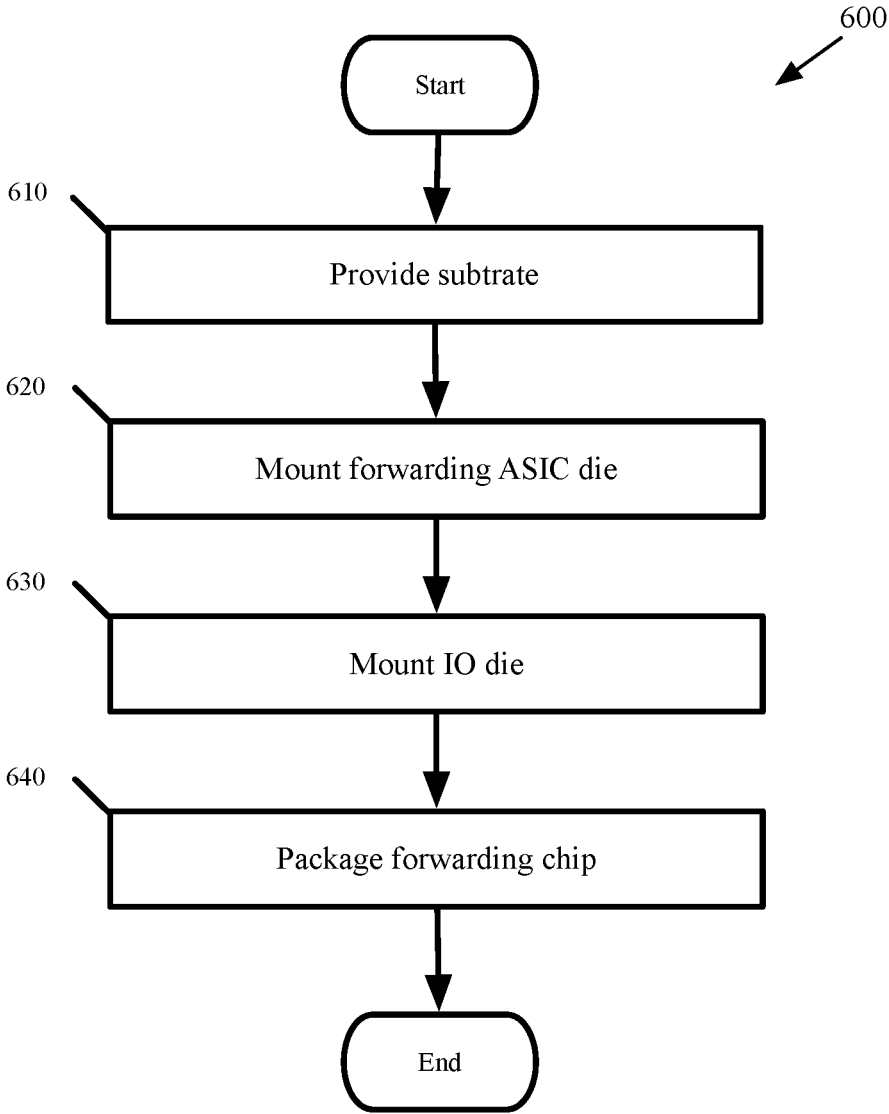 600
Start
610
Provide subtrate
620
Mount forwarding ASIC die
630
Mount IO die
640
Package forwarding chip
End